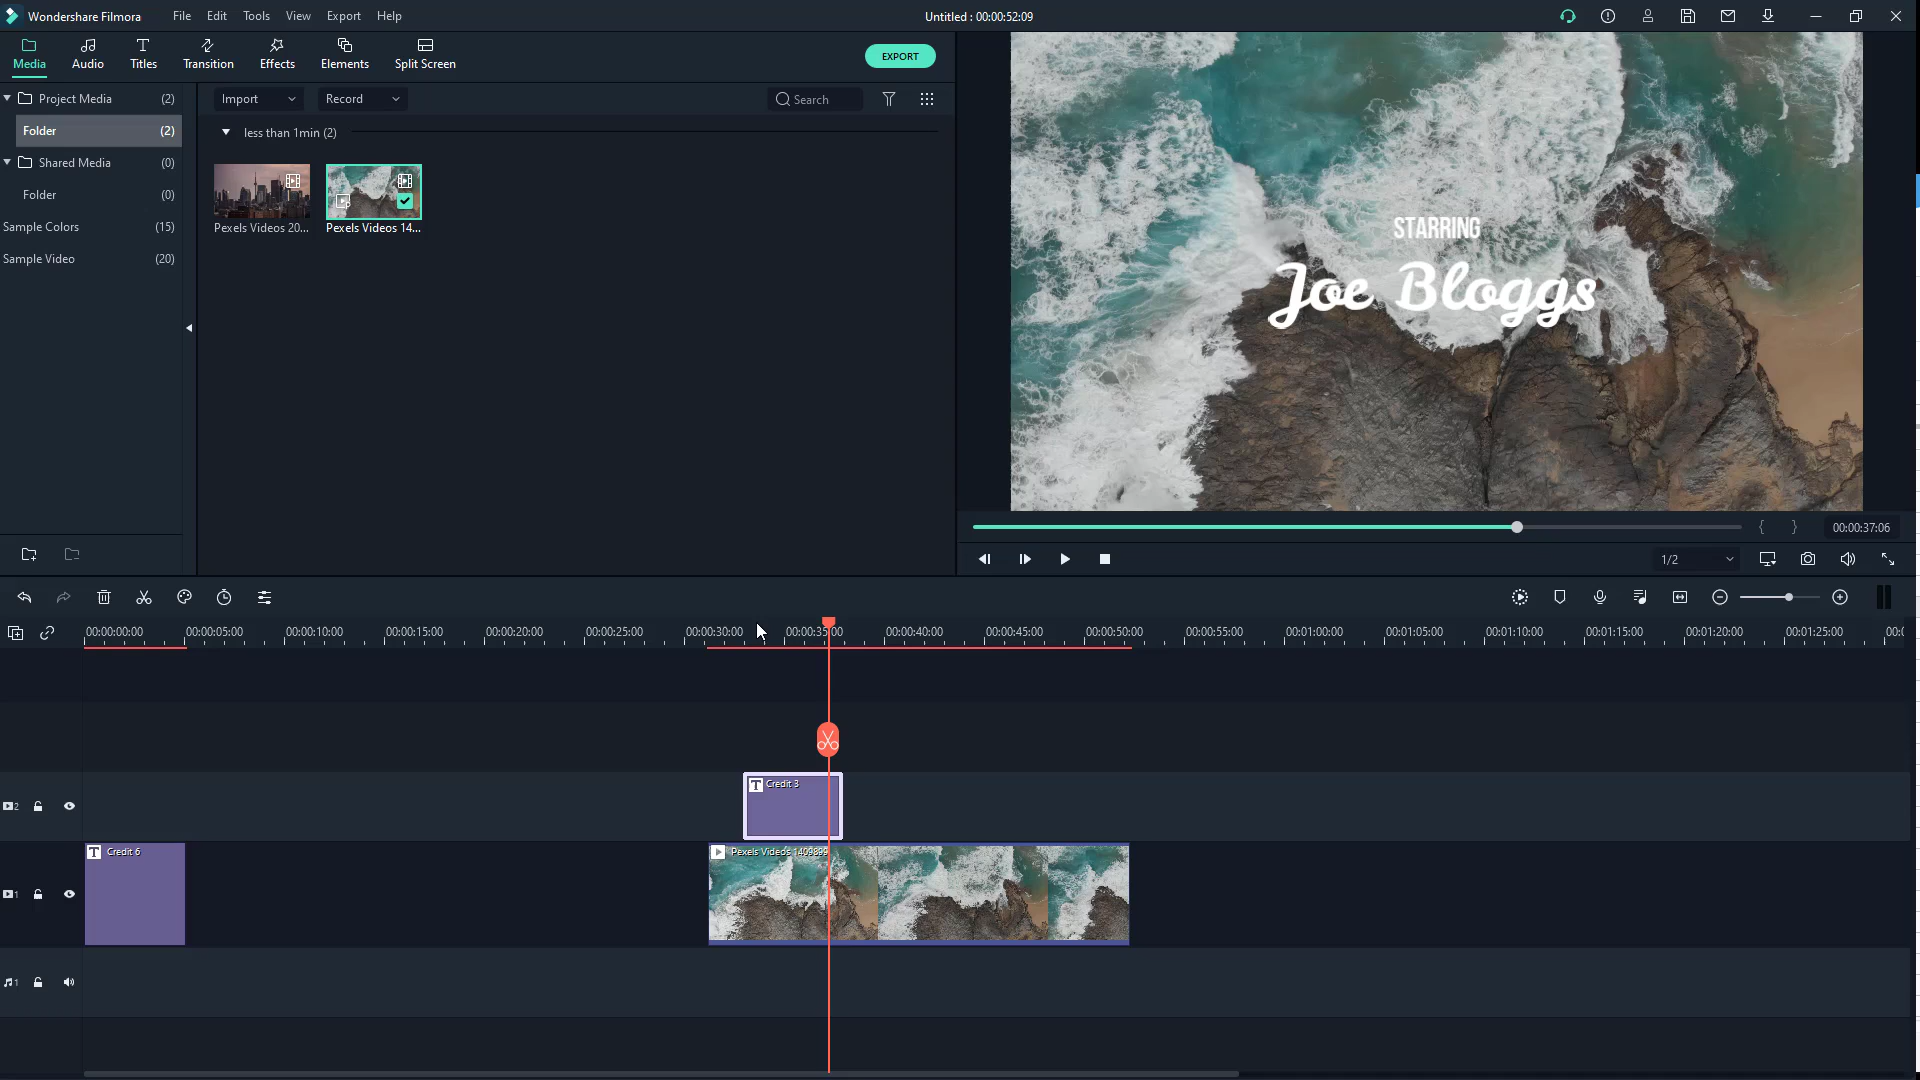 Wondershare Filmora File Edit Tools View Export Help Untitled : 00:00:52:09
Media Audio Titles Transition Effects Elements Split Screen EXPORT
Project Media (2) Import Record Search
Folder (2) less than 1min (2)
Shared Media (0)
Folder (0)
Sample Colors (15) Pexels Videos 20... Pexels Videos 14...
Sample Video (20)
STARRING
Joe Bloggs
{ } 00:00:37:06
1/2
00:00:00:00 00:00:05:00 00:00:10:00 00:00:15:00 00:00:20:00 00:00:25:00 00:00:30:00 00:00:35:00 00:00:40:00 00:00:45:00 00:00:50:00 00:00:55:00 00:01:00:00 00:01:05:00 00:01:10:00 00:01:15:00 00:01:20:00 00:01:25:00
T Credit 3
2
T Credit 6 Pexels Videos 1409899
1
1